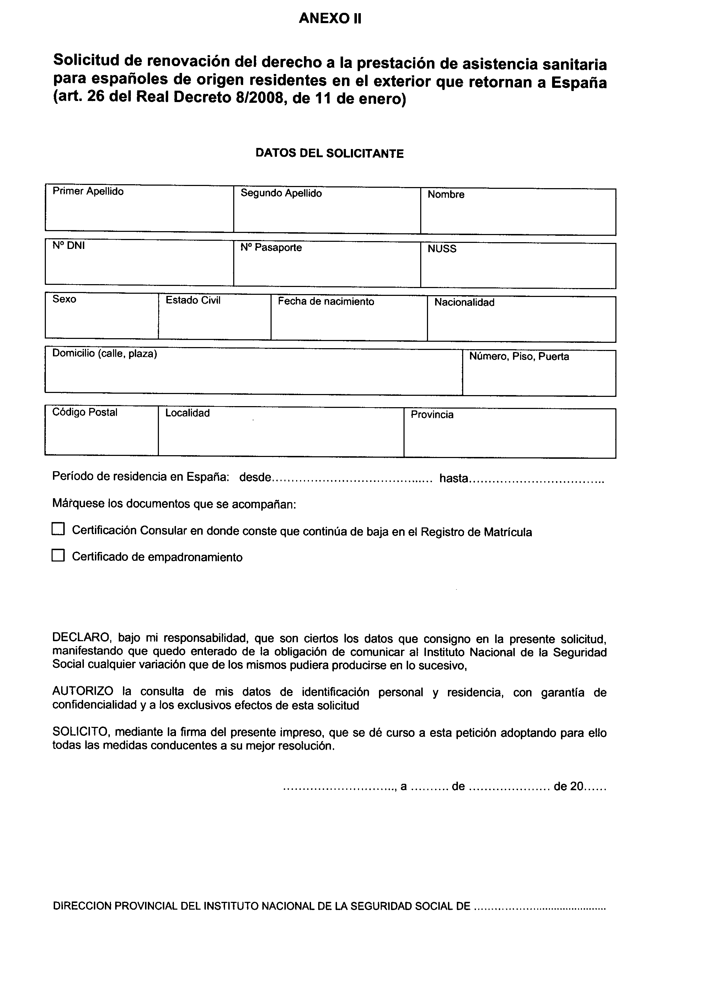 ANEXO II
Solicitud de renovación del derecho a la prestación de asistencia sanitaria
para españoles de origen residentes en el exterior que retornan a España
(art. 26 del Real Decreto 8/2008, de 11 de enero)
DATOS DEL SOLICITANTE
Primer Apellido Segundo Apellido Nombre
Nº DNI Nº Pasaporte NUSS
Sexo Estado Civil Fecha de nacimiento Nacionalidad
Domicilio (calle, plaza) Número, Piso, Puerta
Código Postal Localidad Provincia
Período de residencia en España: desde......................................... hasta...................................
Márquese los documentos que se acompañan:
Certificación Consular en donde conste que continúa de baja en el Registro de Matrícula
Certificado de empadronamiento
DECLARO, bajo mi responsabilidad, que son ciertos los datos que consigno en la presente solicitud,
manifestando que quedo enterado de la obligación de comunicar al Instituto Nacional de la Seguridad
Social cualquier variación que de los mismos pudiera producirse en lo sucesivo,
AUTORIZO la consulta de mis datos de identificación personal y residencia, con garantía de
confidencialidad y a los exclusivos efectos de esta solicitud
SOLICITO, mediante la firma del presente impreso, que se dé curso a esta petición adoptando para ello
todas las medidas conducentes a su mejor resolución.
............................., a .......... de ..................... de 20......
DIRECCION PROVINCIAL DEL INSTITUTO NACIONAL DE LA SEGURIDAD SOCIAL DE .........................................